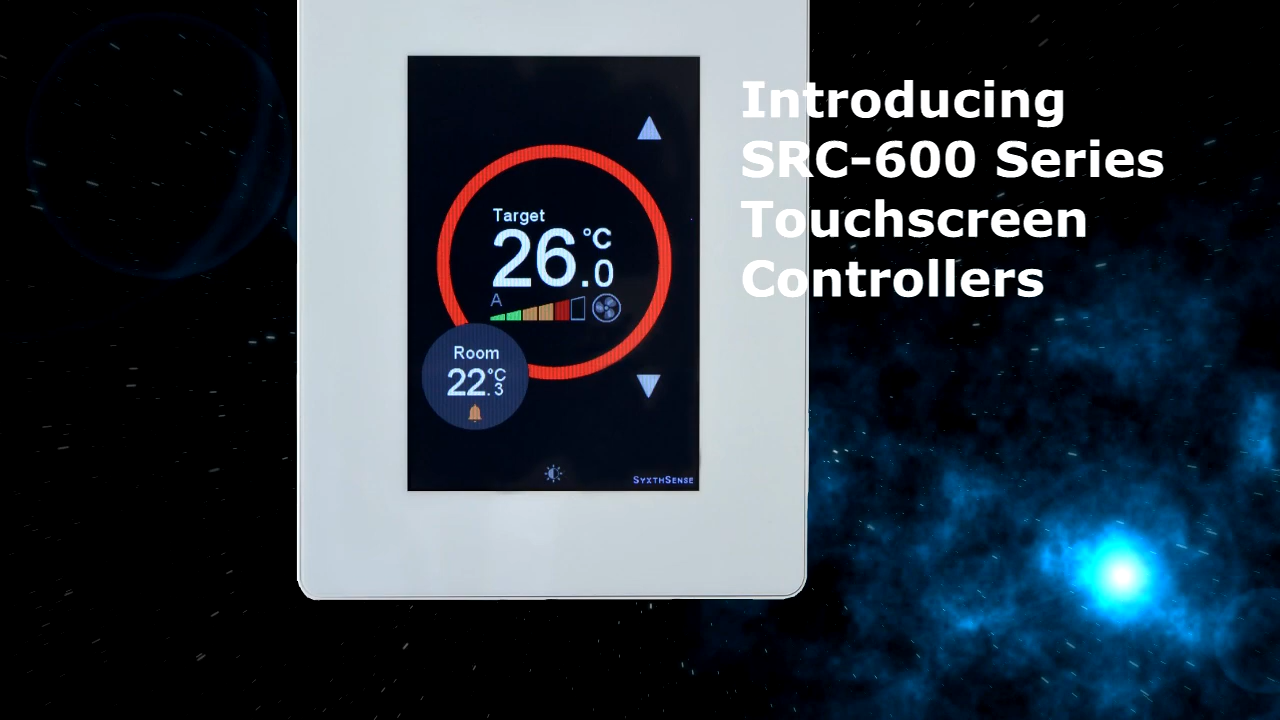 Introducing
SRC-600 Series
Touchscreen
Controllers
Target
26.0 °C
A
Room
22.3 °C
SyxthSense